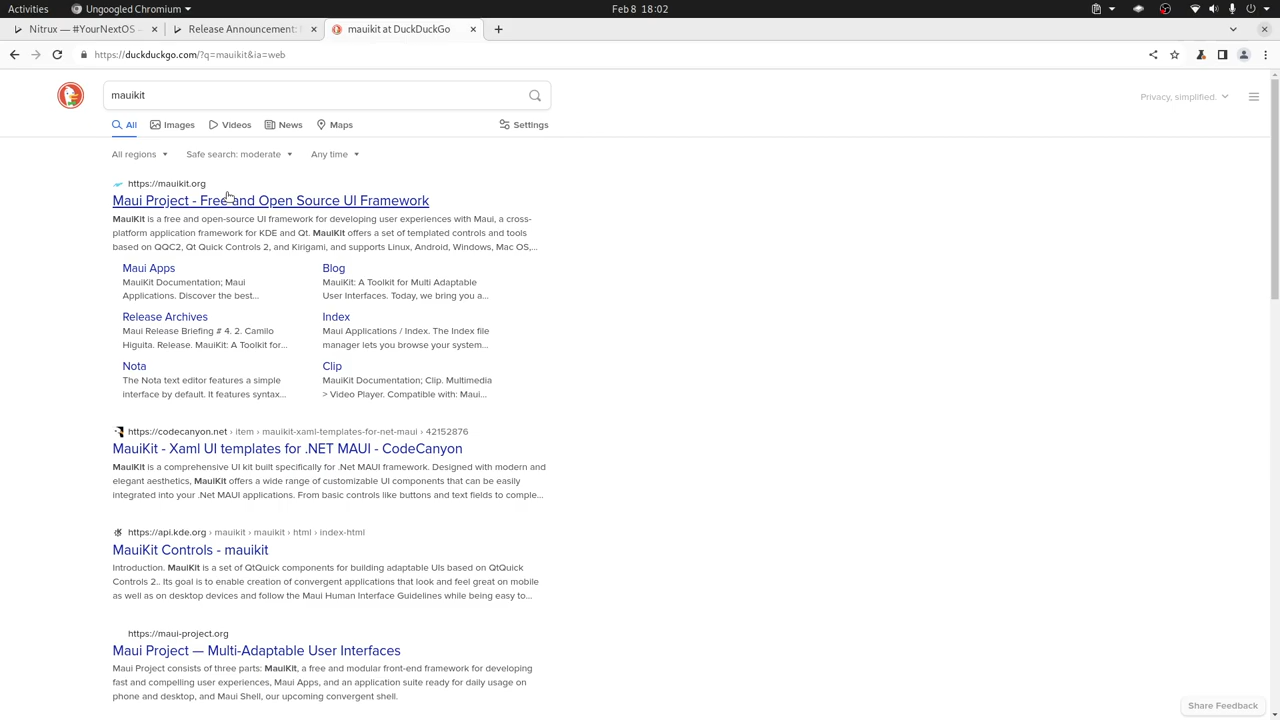 Activities
Ungoogled Chromium
Feb 8 18:02
Nitrux — #YourNextOS -
Release Announcement:
mauikit at DuckDuckGo
https://duckduckgo.com/?q=mauikit&ia=web
mauikit
Privacy, simplified.
All
Images
Videos
News
Maps
Settings
All regions
Safe search: moderate
Any time
https://mauikit.org
Maui Project - Free and Open Source UI Framework
MauiKit is a free and open-source UI framework for developing user experiences with Maui, a cross-
platform application framework for KDE and Qt. MauiKit offers a set of templated controls and tools
based on QQC2, Qt Quick Controls 2, and Kirigami, and supports Linux, Android, Windows, Mac OS,...
Maui Apps
MauiKit Documentation; Maui
Applications. Discover the best...
Blog
MauiKit: A Toolkit for Multi Adaptable
User Interfaces. Today, we bring you a...
Release Archives
Maui Release Briefing # 4. 2. Camilo
Higuita. Release. MauiKit: A Toolkit for...
Index
Maui Applications / Index. The Index file
manager lets you browse your system...
Nota
The Nota text editor features a simple
interface by default. It features syntax...
Clip
MauiKit Documentation; Clip. Multimedia
> Video Player. Compatible with: Maui...
https://codecanyon.net › item › mauikit-xaml-templates-for-net-maui › 42152876
MauiKit - Xaml UI templates for .NET MAUI - CodeCanyon
MauiKit is a comprehensive UI kit built specifically for .Net MAUI framework. Designed with modern and
elegant aesthetics, MauiKit offers a wide range of customizable UI components that can be easily
integrated into your .Net MAUI applications. From basic controls like buttons and text fields to comple...
https://api.kde.org › mauikit › mauikit › html › index-html
MauiKit Controls - mauikit
Introduction. MauiKit is a set of QtQuick components for building adaptable UIs based on QtQuick
Controls 2.. Its goal is to enable creation of convergent applications that look and feel great on mobile
as well as on desktop devices and follow the Maui Human Interface Guidelines while being easy to...
https://maui-project.org
Maui Project — Multi-Adaptable User Interfaces
Maui Project consists of three parts: MauiKit, a free and modular front-end framework for developing
fast and compelling user experiences, Maui Apps, and an application suite ready for daily usage on
phone and desktop, and Maui Shell, our upcoming convergent shell.
Share Feedback